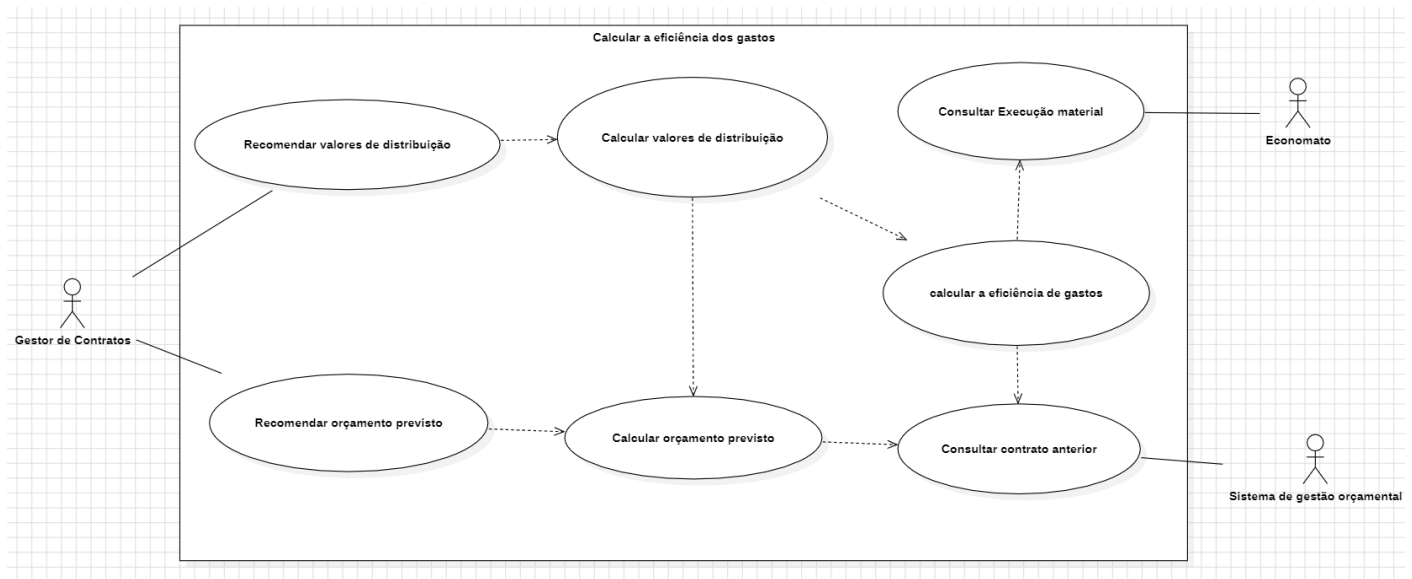 Calcular a eficiência dos gastos
Recomendar valores de distribuição
Calcular valores de distribuição
Consultar Execução material
Economato
calcular a eficiência de gastos
Gestor de Contratos
Recomendar orçamento previsto
Calcular orçamento previsto
Consultar contrato anterior
Sistema de gestão orçamental